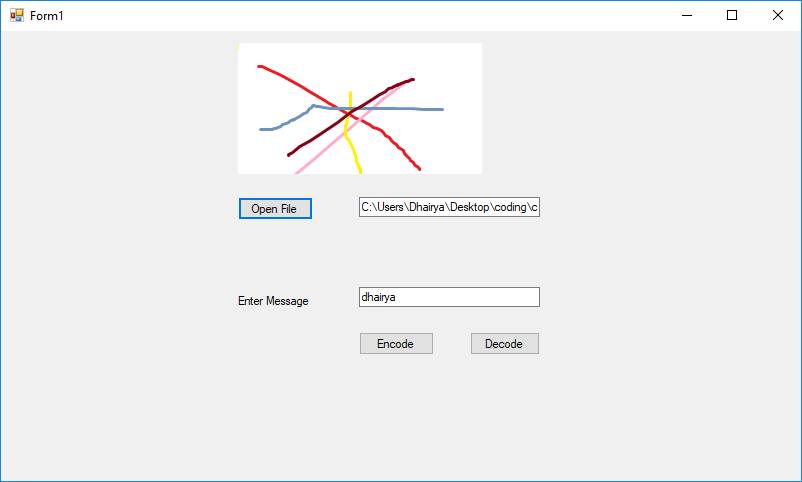 Form1
Open File
C:\Users\Dhairya\Desktop\coding\c
Enter Message
dhairya
Encode
Decode